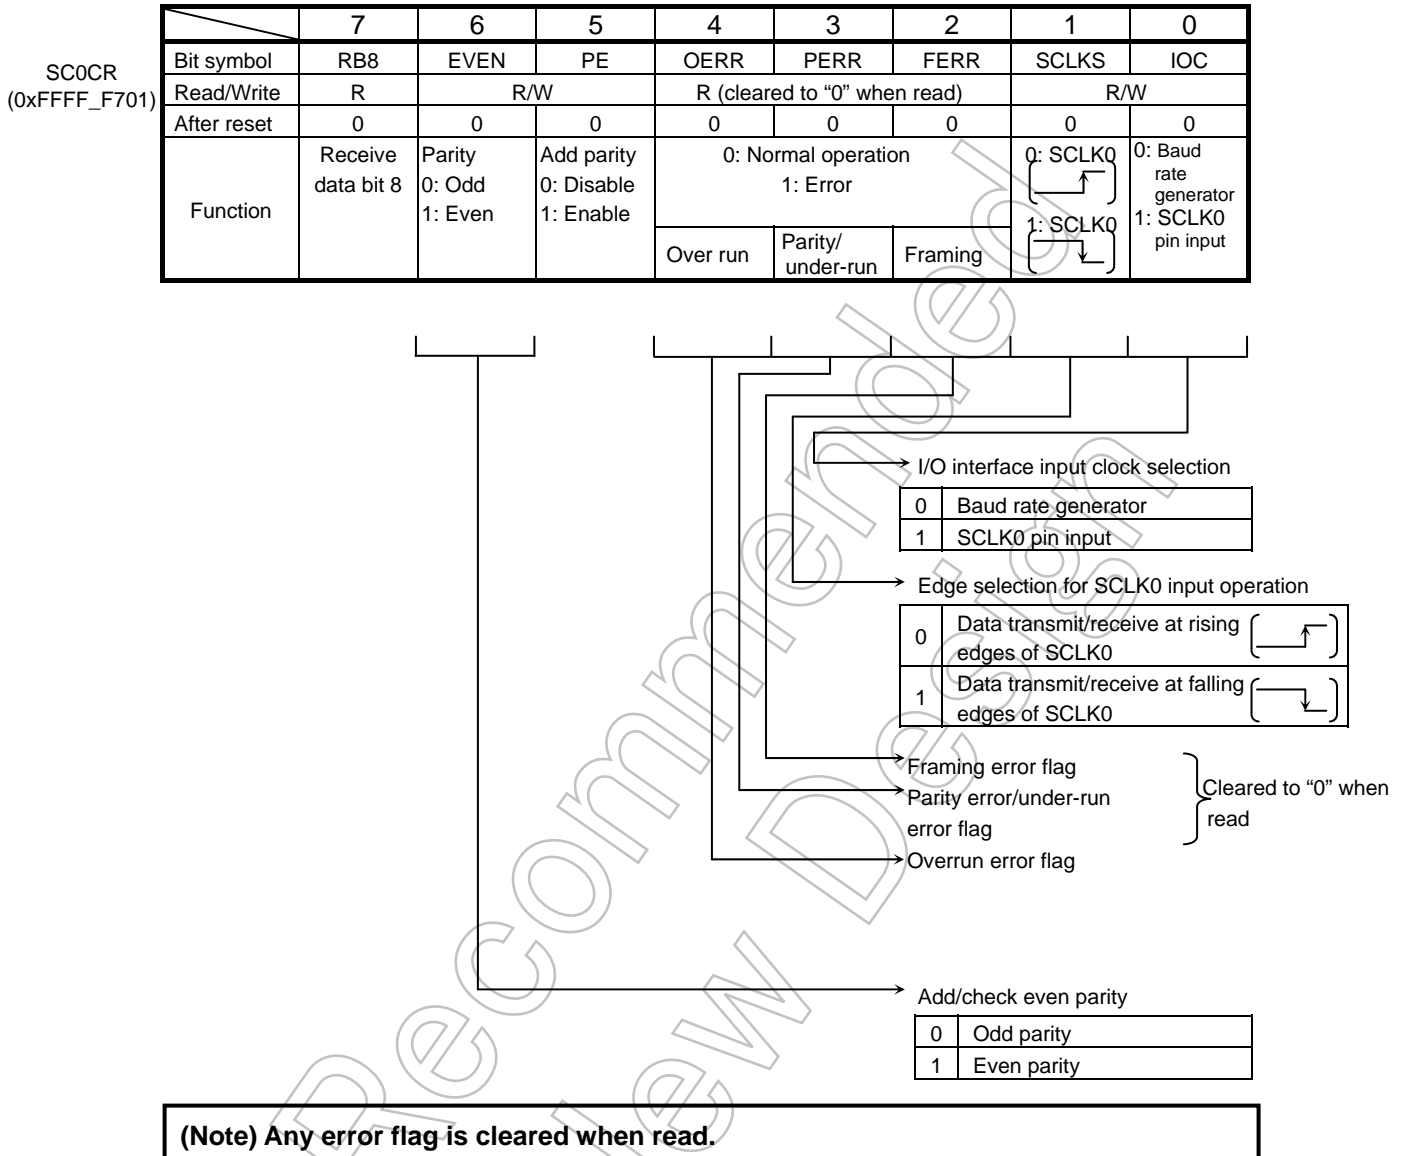 7 6 5 4 3 2 1 0
SC0CR
(0xFFFF_F701)
Bit symbol RB8 EVEN PE OERR PERR FERR SCLKS IOC
Read/Write R R/W R (cleared to “0” when read) R/W
After reset 0 0 0 0 0 0 0 0
Function
Receive
data bit 8
Parity
0: Odd
1: Even
Add parity
0: Disable
1: Enable
0: Normal operation
1: Error
Over run
Parity/
under-run
Framing
0: SCLK0
1: SCLK0
0: Baud
rate
generator
1: SCLK0
pin input
I/O interface input clock selection
0 Baud rate generator
1 SCLK0 pin input
Edge selection for SCLK0 input operation
0 Data transmit/receive at rising
edges of SCLK0
1 Data transmit/receive at falling
edges of SCLK0
Framing error flag
Parity error/under-run
error flag
Overrun error flag
Cleared to “0” when
read
Add/check even parity
0 Odd parity
1 Even parity
(Note) Any error flag is cleared when read.
Recommended
New Design